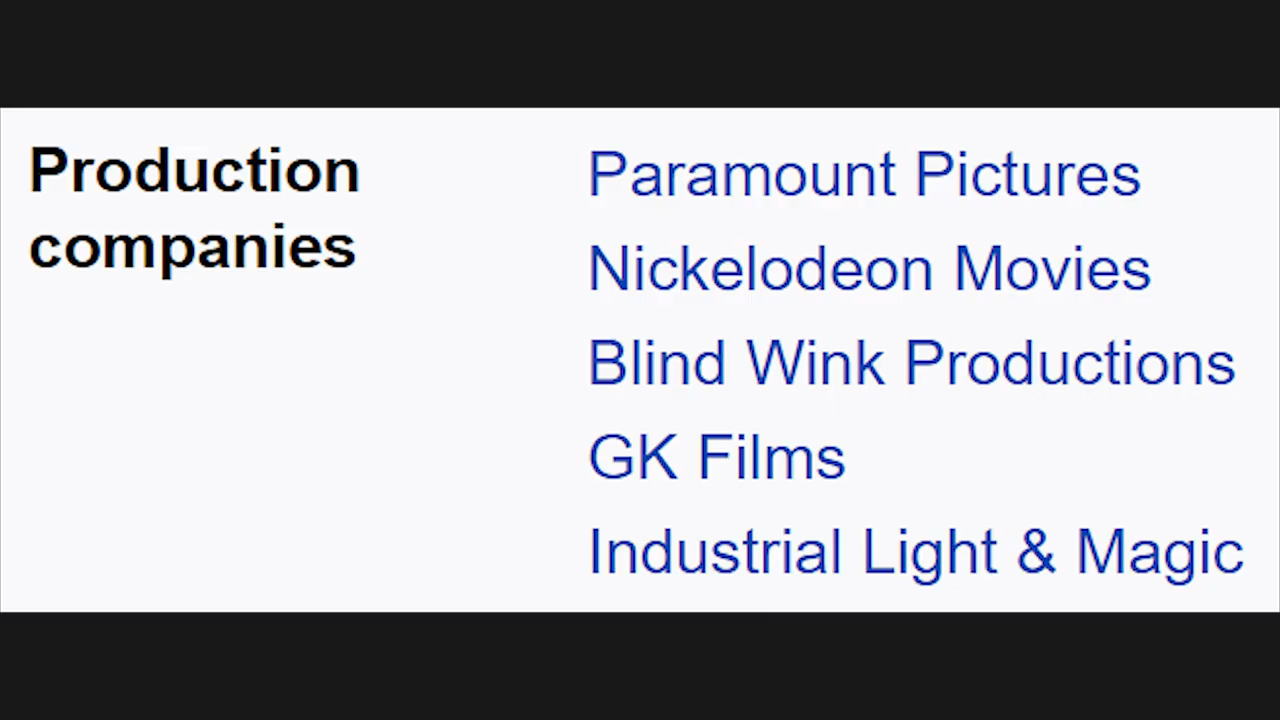 Production
companies
Paramount Pictures
Nickelodeon Movies
Blind Wink Productions
GK Films
Industrial Light & Magic